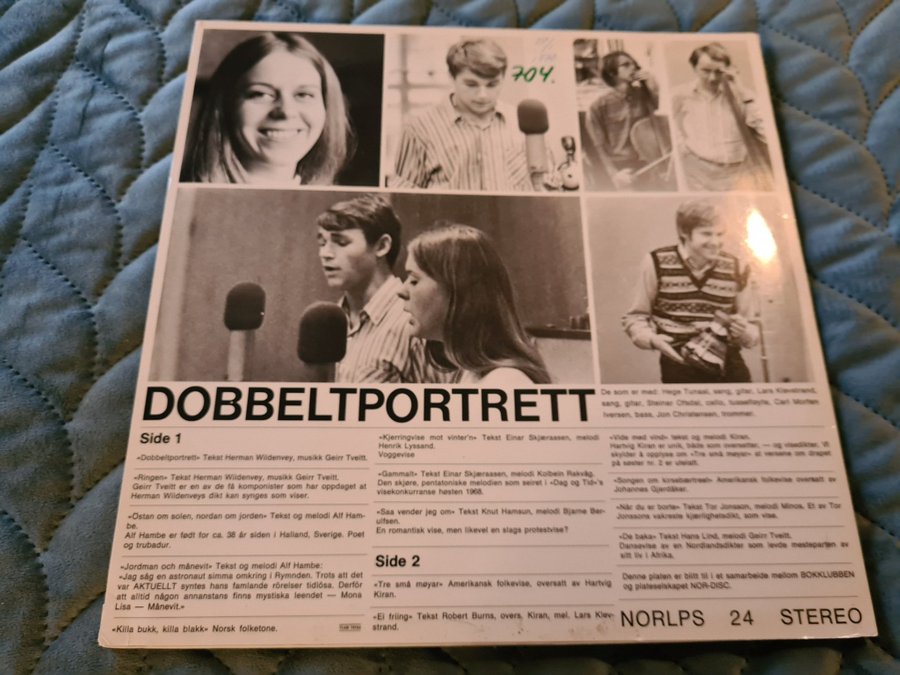 704.
DOBBELTPORTRETT
De som er med: Hege Tunaal, sang, gitar, Lars Klevstrand,
sang, gitar, Steinar Ofsdal, cello, tussefløyte, Carl Morten
Iversen, bass, Jon Christensen, trommer.
Side 1
«Dobbeltportrett» Tekst Herman Wildenvey, musikk Geirr Tveitt.
«Ringen» Tekst Herman Wildenvey, musikk Geirr Tveitt.
Geirr Tveitt er en av de få komponister som har oppdaget at
Herman Wildenveys dikt kan synges som viser.
«Östan om solen, nordan om jorden» Tekst og melodi Alf Ham-
be.
Alf Hambe er født for ca. 38 år siden i Halland, Sverige. Poet
og trubadur.
«Jordman och månevit» Tekst og melodi Alf Hambe:
«Jag såg en astronaut simma omkring i Rymnden. Trots att det
var AKTUELLT syntes hans famlande rörelser tidlösa. Derför
att alltid någon annanstans finns mystiska leendet — Mona
Lisa — Månevit.»
«Killa bukk, killa blakk» Norsk folketone.
«Kjerringvise mot vinter'n» Tekst Einar Skjæraasen, melodi
Henrik Lyssand.
Voggevise
«Gammalt» Tekst Einar Skjæraasen, melodi Kolbein Rakvåg.
Den skjøre, pentatoniske melodien som seiret i «Dag og Tid»'s
visekonkurranse høsten 1968.
«Saa vender jeg om» Tekst Knut Hamsun, melodi Bjarne Ber-
ulfsen.
En romantisk vise, men likevel en slags protestvise?
Side 2
«Tre små møyar» Amerikansk folkevise, oversatt av Hartvig
Kiran.
«Ei friing» Tekst Robert Burns, overs. Kiran, mel. Lars Klev-
strand.
«Vide med vind» tekst og melodi Kiran.
Hartvig Kiran er unik, både som oversetter, — og visedikter. Vi
skylder å opplyse om «Tre små møyar» at versene om drapet
på søster nr. 2 er utelatt.
«Songen om kirsebærtreet» Amerikansk folkevise oversatt av
Johannes Gjerdåker.
«Når du er borte» Tekst Tor Jonsson, melodi Minos. Et av Tor
Jonssons vakreste kjærlighetsdikt, som vise.
«De baka» Tekst Hans Lind, melodi Geirr Tveitt.
Dansevise av en Nordlandsdikter som levde mesteparten av
sitt liv i Afrika.
Denne platen er blitt til i et samarbeide mellom BOKKLUBBEN
og plateselskapet NOR-DISC.
NORLPS 24 STEREO